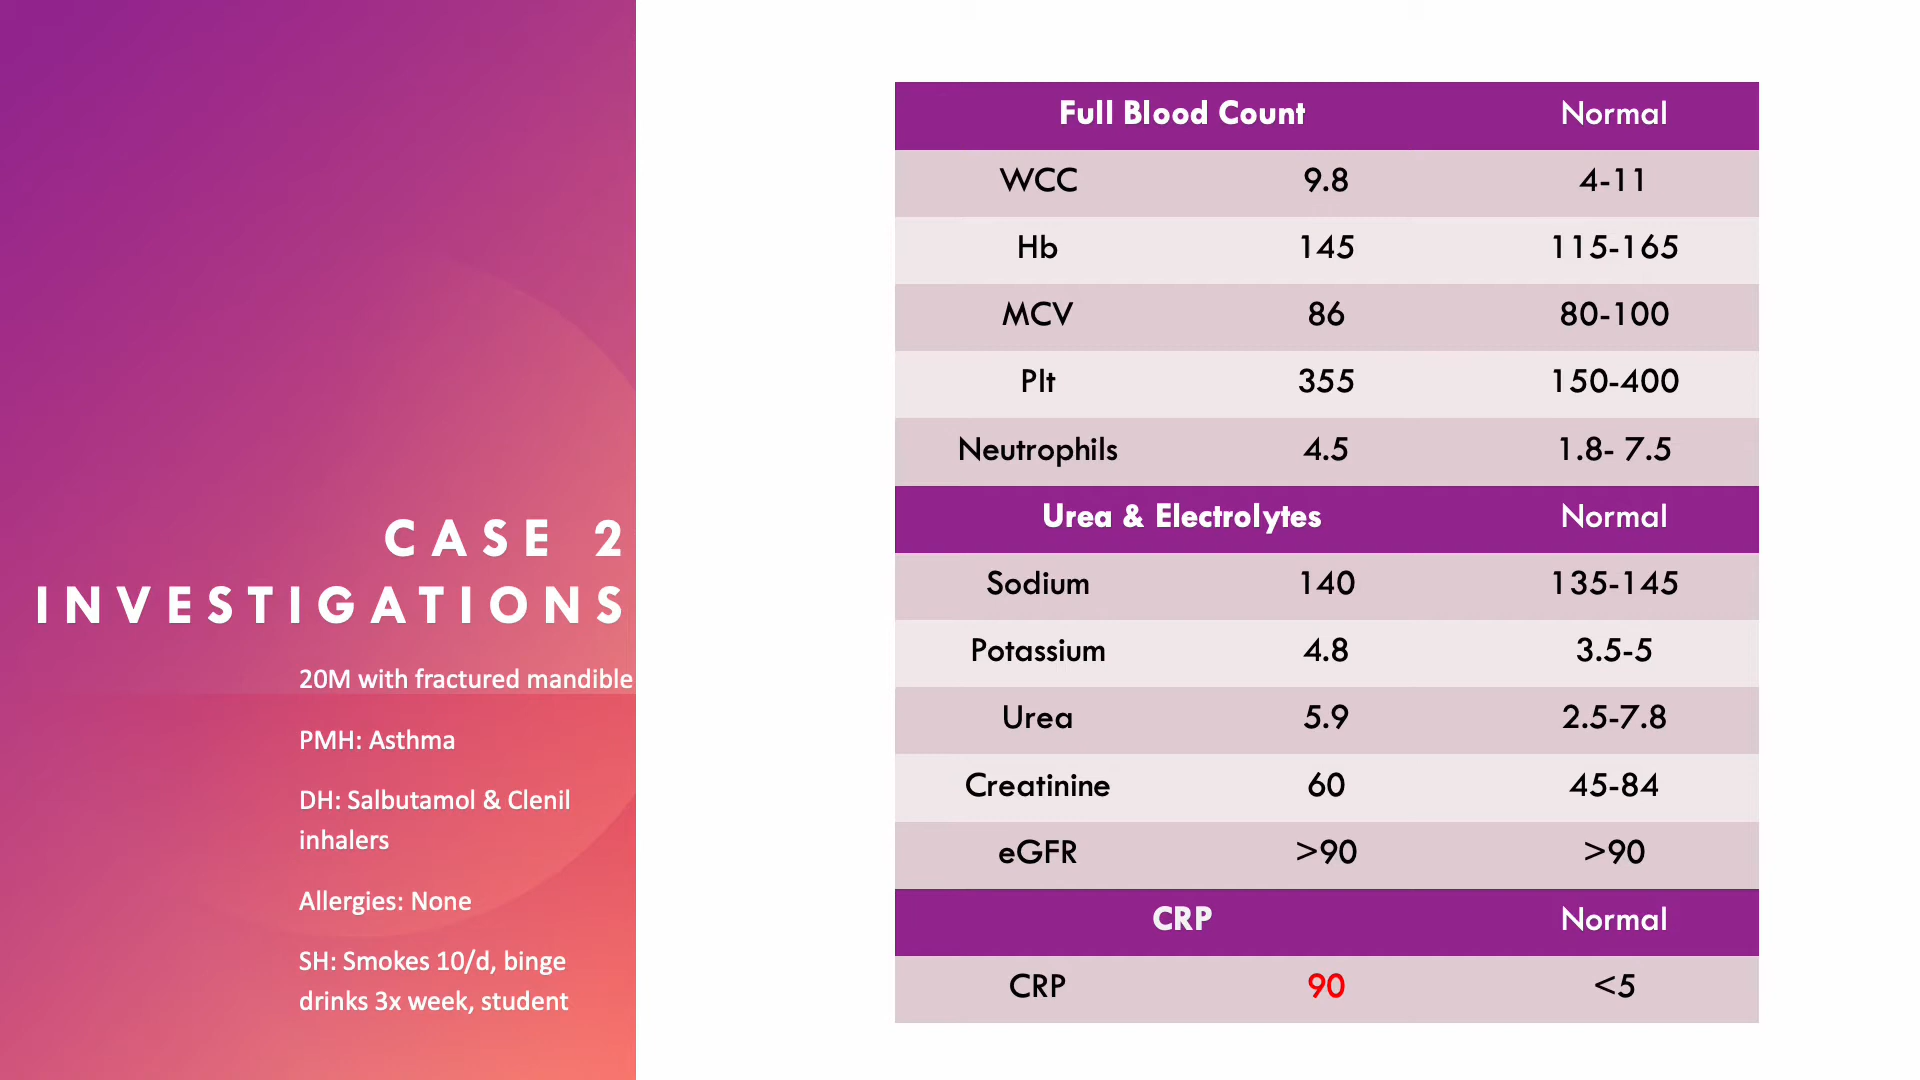 CASE 2
INVESTIGATIONS
20M with fractured mandible
PMH: Asthma
DH: Salbutamol & Clenil
inhalers
Allergies: None
SH: Smokes 10/d, binge
drinks 3x week, student
Full Blood Count Normal
WCC 9.8 4-11
Hb 145 115-165
MCV 86 80-100
Plt 355 150-400
Neutrophils 4.5 1.8- 7.5
Urea & Electrolytes Normal
Sodium 140 135-145
Potassium 4.8 3.5-5
Urea 5.9 2.5-7.8
Creatinine 60 45-84
eGFR >90 >90
CRP Normal
CRP 90 <5